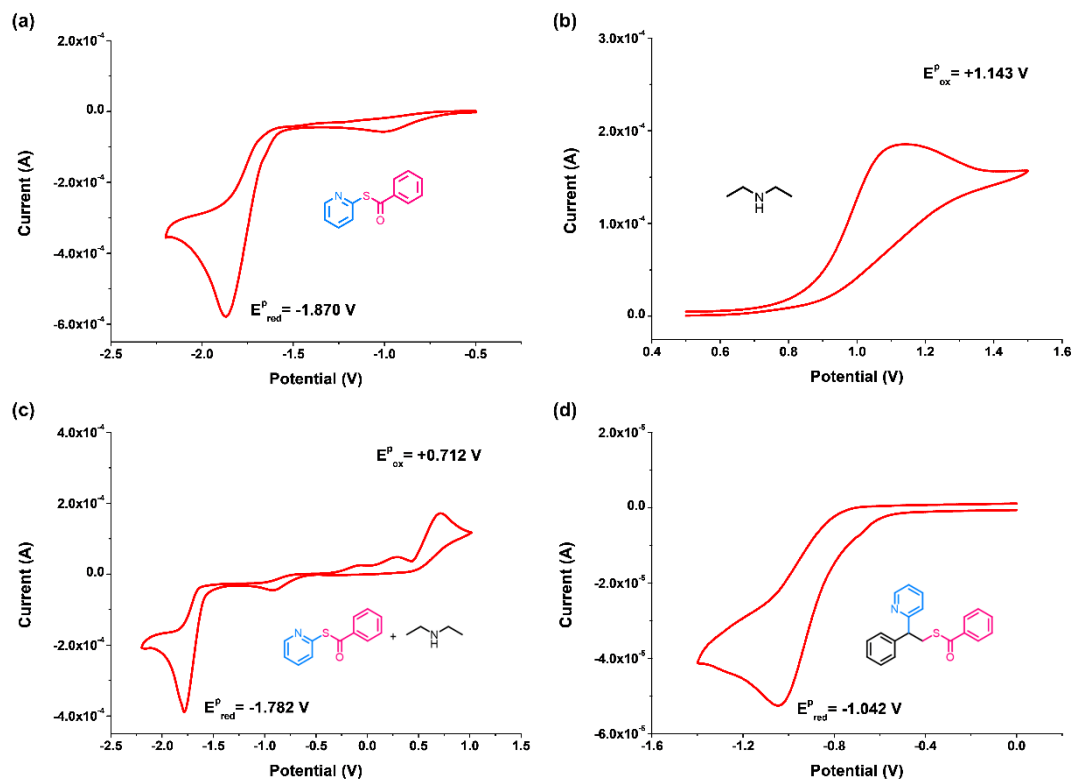 (a)
2.0x10⁻⁴
0.0
-2.0x10⁻⁴
-4.0x10⁻⁴
-6.0x10⁻⁴
Current (A)
-2.5 -2.0 -1.5 -1.0 -0.5
Potential (V)
N S O
Eᵖred= -1.870 V
(b)
3.0x10⁻⁴
2.0x10⁻⁴
1.0x10⁻⁴
0.0
Current (A)
0.4 0.6 0.8 1.0 1.2 1.4 1.6
Potential (V)
Eᵖox= +1.143 V
N
H
(c)
4.0x10⁻⁴
2.0x10⁻⁴
0.0
-2.0x10⁻⁴
-4.0x10⁻⁴
Current (A)
-2.5 -2.0 -1.5 -1.0 -0.5 0.0 0.5 1.0 1.5
Potential (V)
Eᵖox= +0.712 V
N S O + N H
Eᵖred= -1.782 V
(d)
2.0x10⁻⁵
0.0
-2.0x10⁻⁵
-4.0x10⁻⁵
-6.0x10⁻⁵
Current (A)
-1.6 -1.2 -0.8 -0.4 0.0
Potential (V)
N S O
Eᵖred= -1.042 V